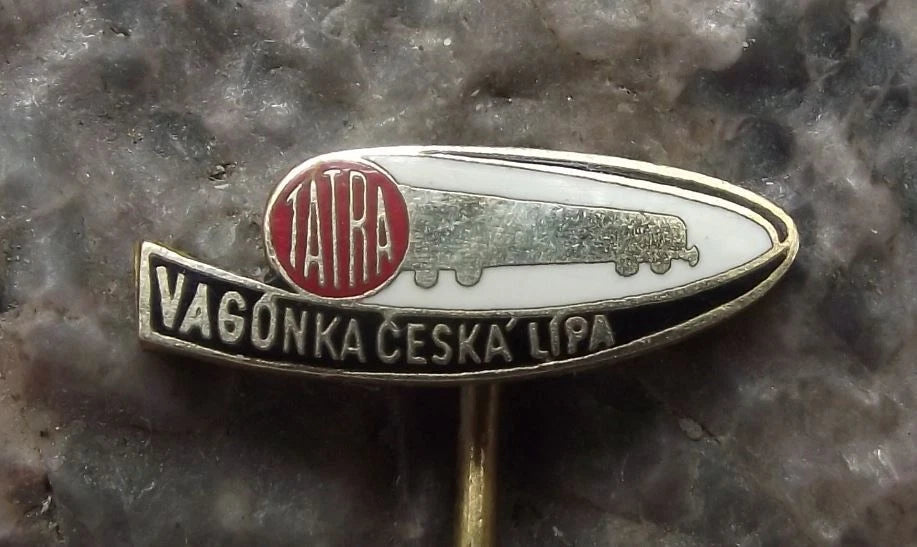 TATRA
VAGÓNKA ČESKÁ LÍPA